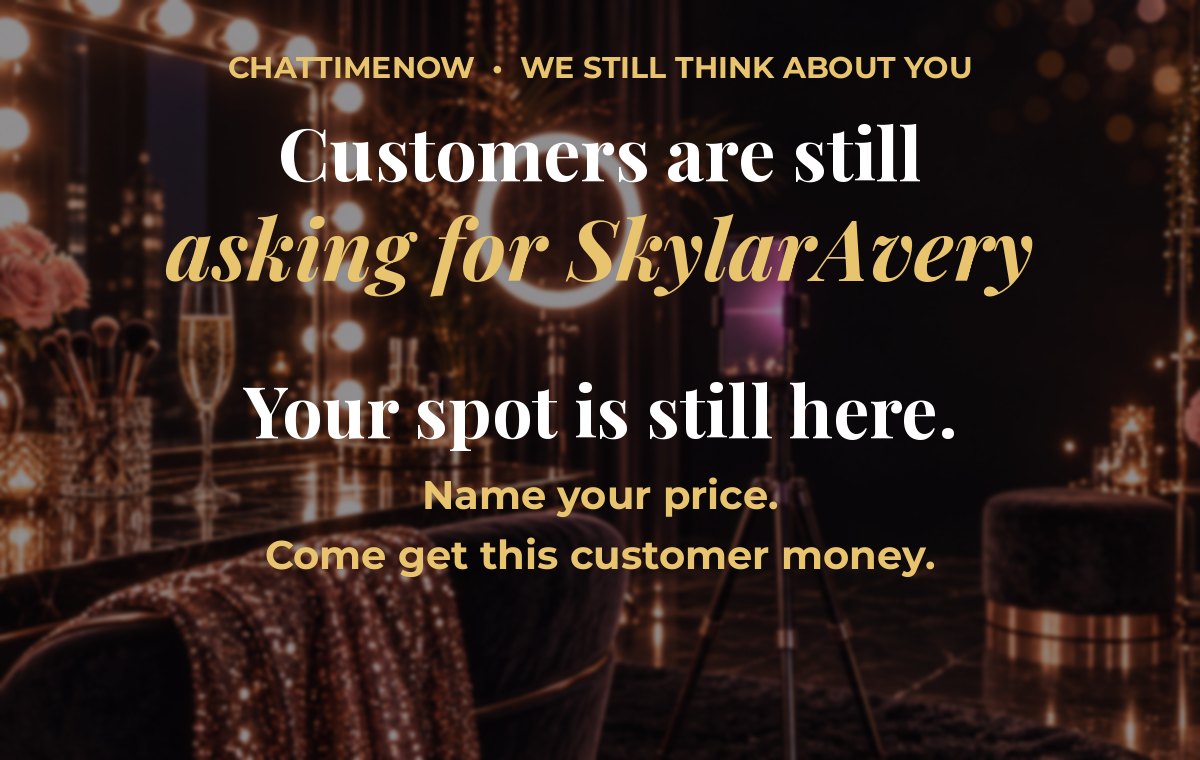 CHATTIMENOW • WE STILL THINK ABOUT YOU
Customers are still
asking for SkylarAvery
Your spot is still here.
Name your price.
Come get this customer money.